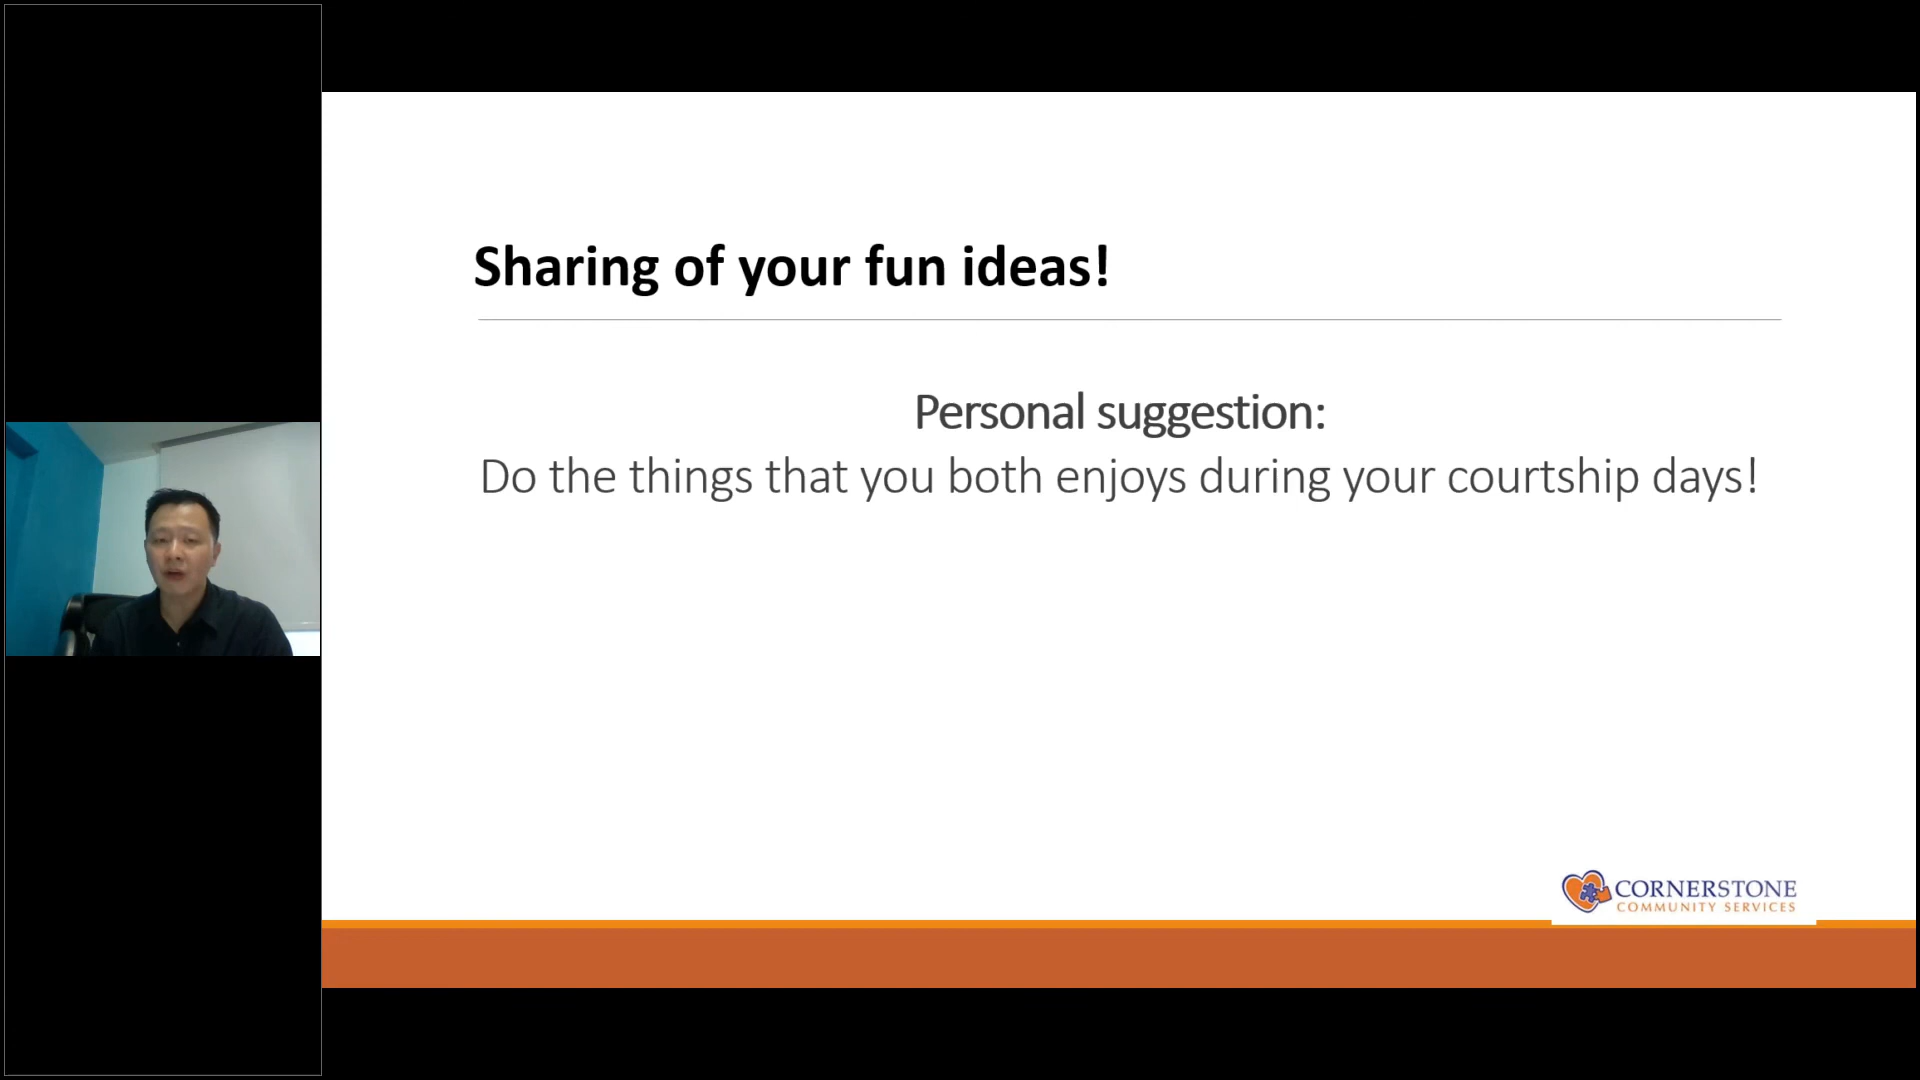 Sharing of your fun ideas!
Personal suggestion:
Do the things that you both enjoys during your courtship days!
CORNERSTONE
COMMUNITY SERVICES